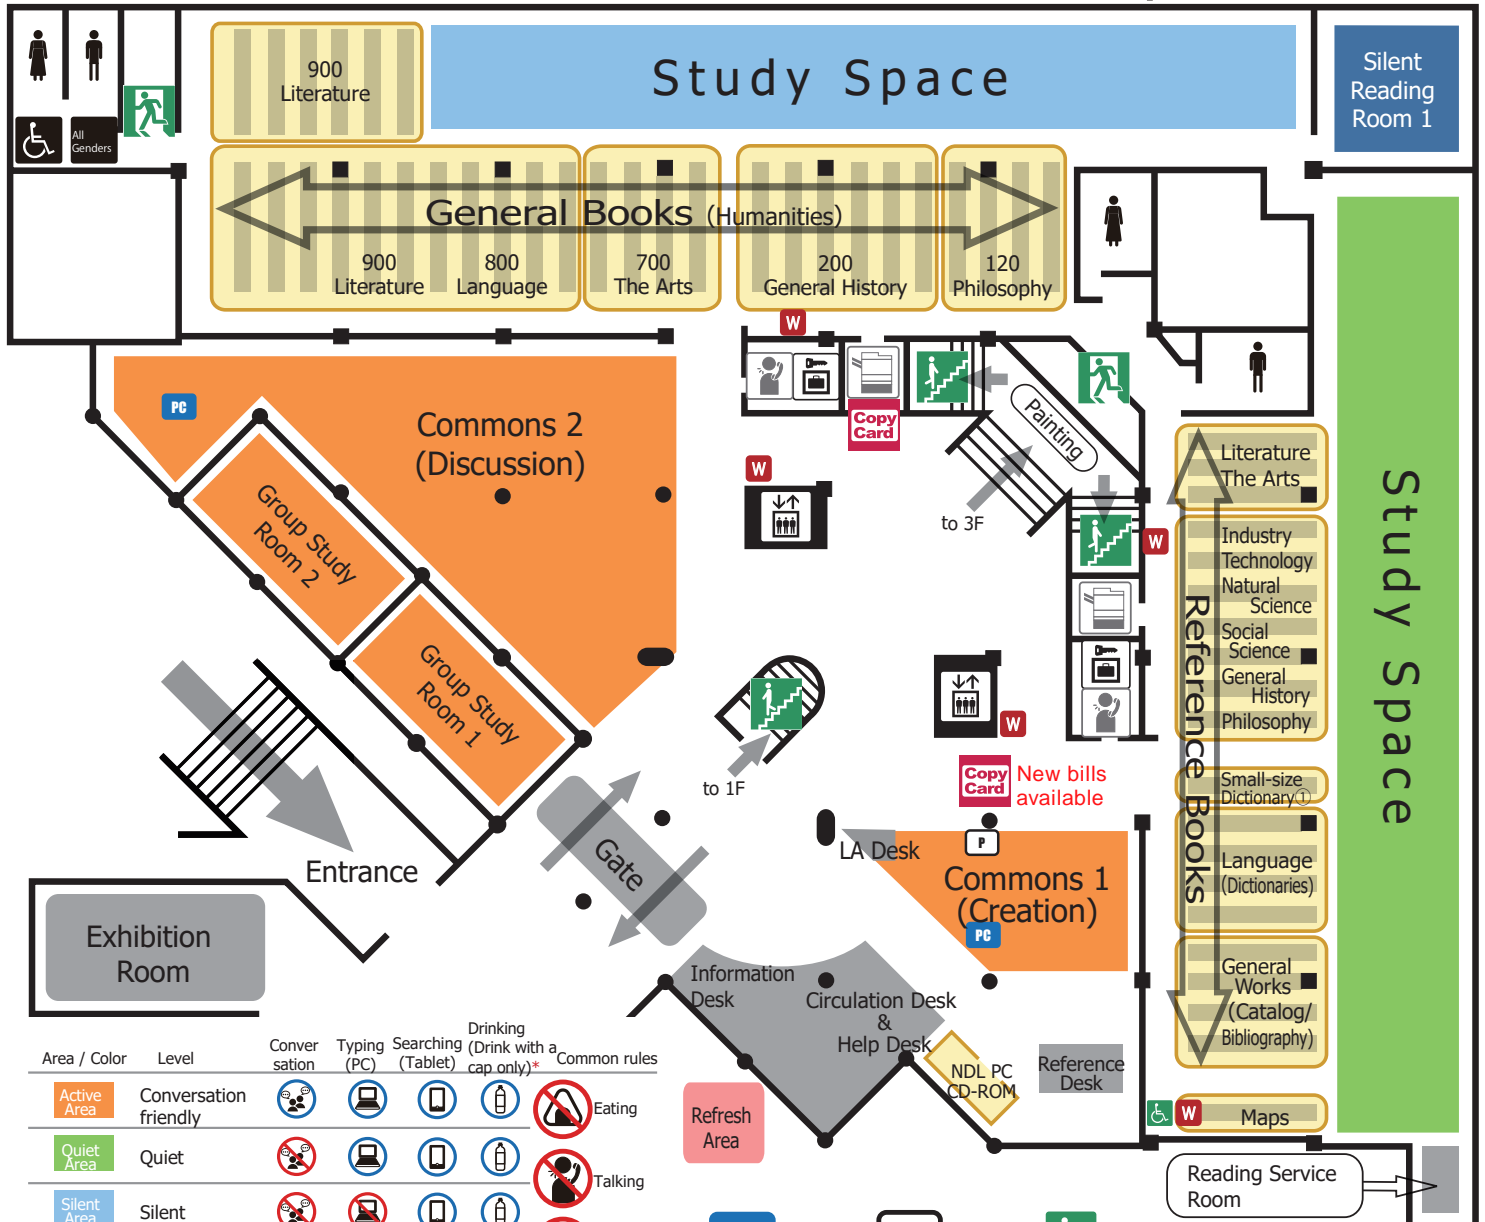 All
Genders
900
Literature
Study Space
Silent
Reading
Room 1
General Books (Humanities)
900
Literature
800
Language
700
The Arts
200
General History
120
Philosophy
W
PC
Commons 2
(Discussion)
Copy
Card
Painting
W
to 3F
W
Group Study
Room 2
Group Study
Room 1
Literature
The Arts
Industry
Technology
Natural
Science
Social
Science
General
History
Philosophy
Reference Books
Study Space
W
to 1F
Copy
Card
New bills
available
Small-size
Dictionary①
Language
(Dictionaries)
Entrance
Gate
LA Desk
P
Commons 1
(Creation)
PC
Exhibition
Room
Information
Desk
Circulation Desk
&
Help Desk
General
Works
(Catalog/
Bibliography)
NDL PC
CD-ROM
Reference
Desk
Refresh
Area
W
Maps
Reading Service
Room
Area / Color
Level
Conver
sation
Typing
(PC)
Searching
(Tablet)
Drinking
(Drink with a
cap only)*
Common rules
Active
Area
Conversation
friendly
Eating
Quiet
Area
Quiet
Talking
Silent
Area
Silent